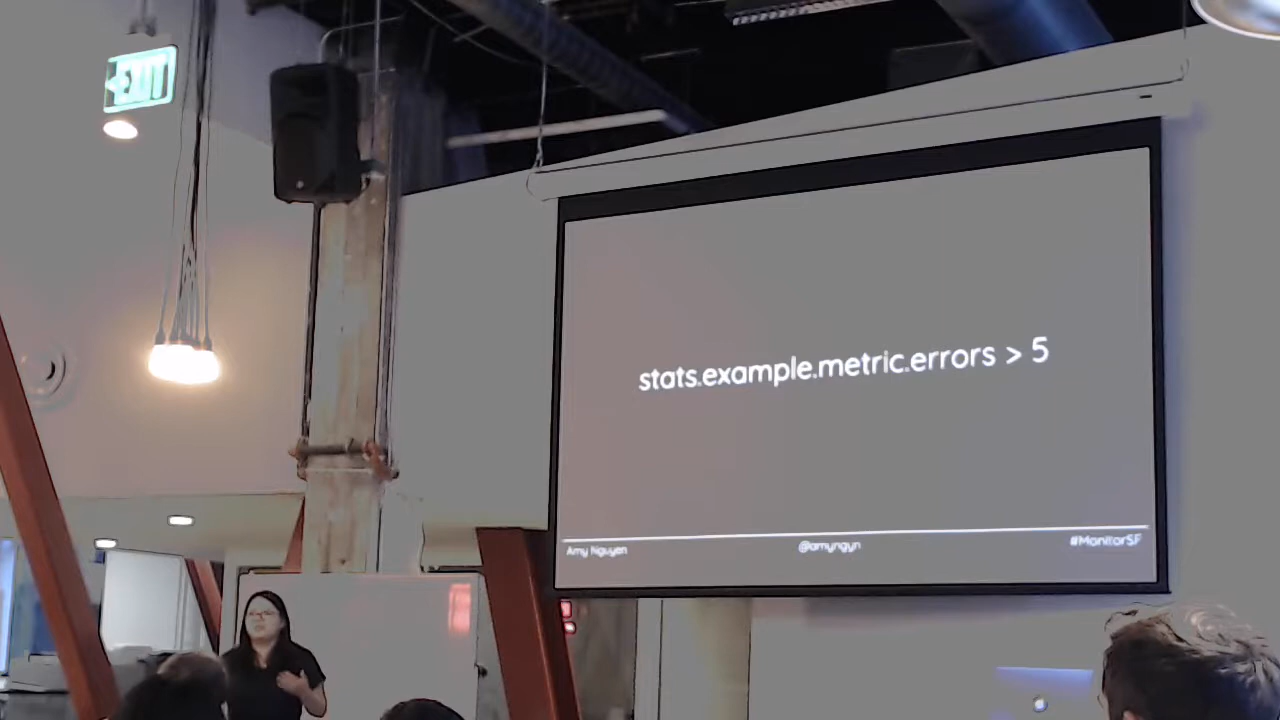 EXIT
stats.example.metric.errors > 5
Amy Nguyen
@amyngyn
#MonitorSF